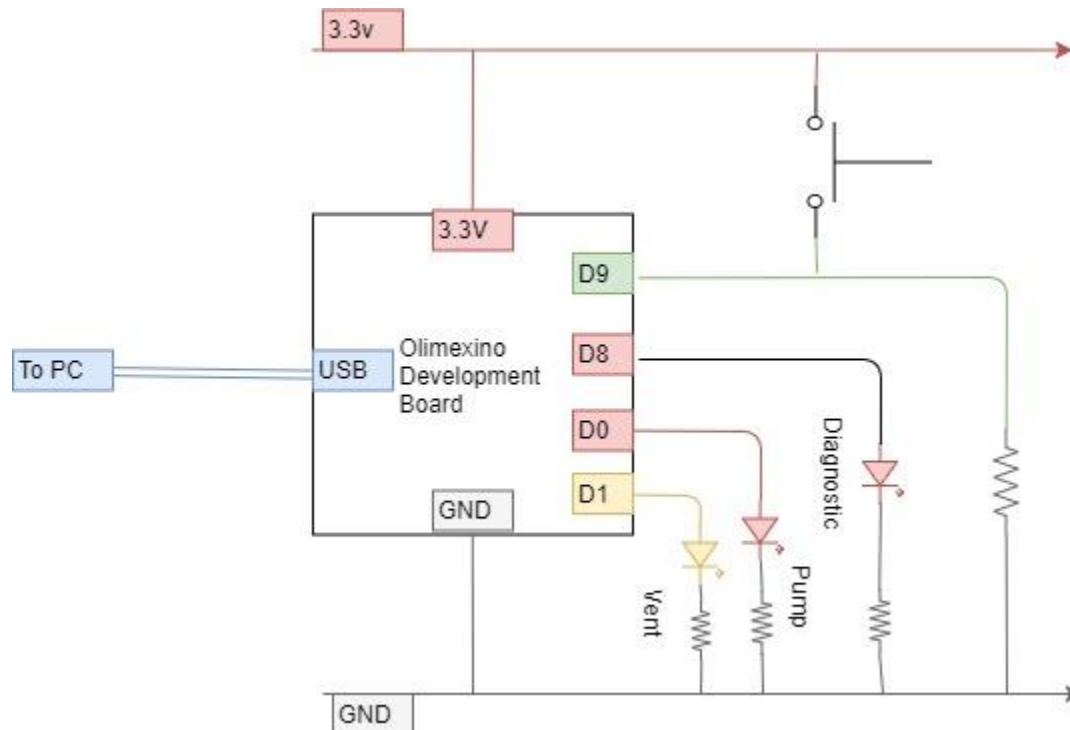 3.3v
3.3V
D9
D8
To PC
USB
Olimexino
Development
Board
D0
D1
GND
Diagnostic
Pump
Vent
GND